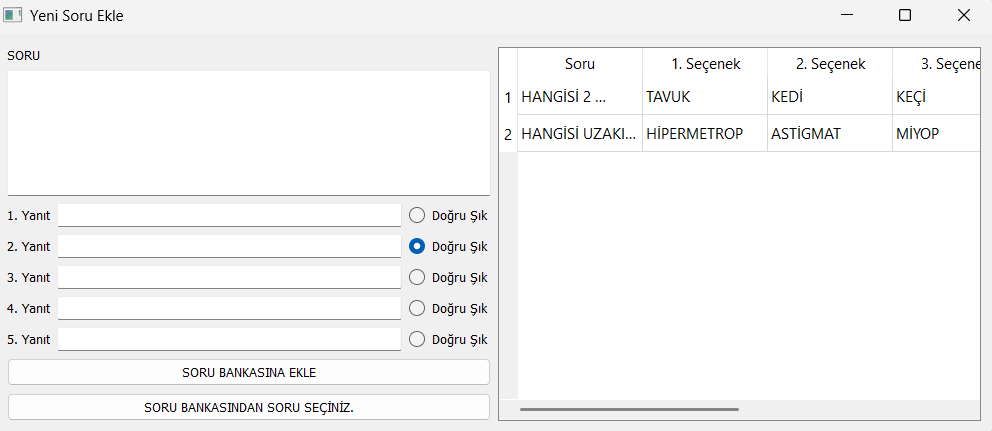 Yeni Soru Ekle
SORU
1. Yanıt Doğru Şık
2. Yanıt Doğru Şık
3. Yanıt Doğru Şık
4. Yanıt Doğru Şık
5. Yanıt Doğru Şık
SORU BANKASINA EKLE
SORU BANKASINDAN SORU SEÇİNİZ.
Soru 1. Seçenek 2. Seçenek 3. Seçene
1 HANGİSİ 2 ... TAVUK KEDİ KEÇİ
2 HANGİSİ UZAKI... HİPERMETROP ASTİGMAT MİYOP